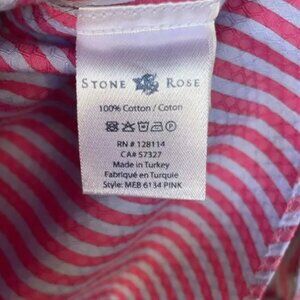 STONE ROSE
100% Cotton / Coton
RN # 128114
CA# 57327
Made in Turkey
Fabriqué en Turquie
Style: MEB 6134 PINK